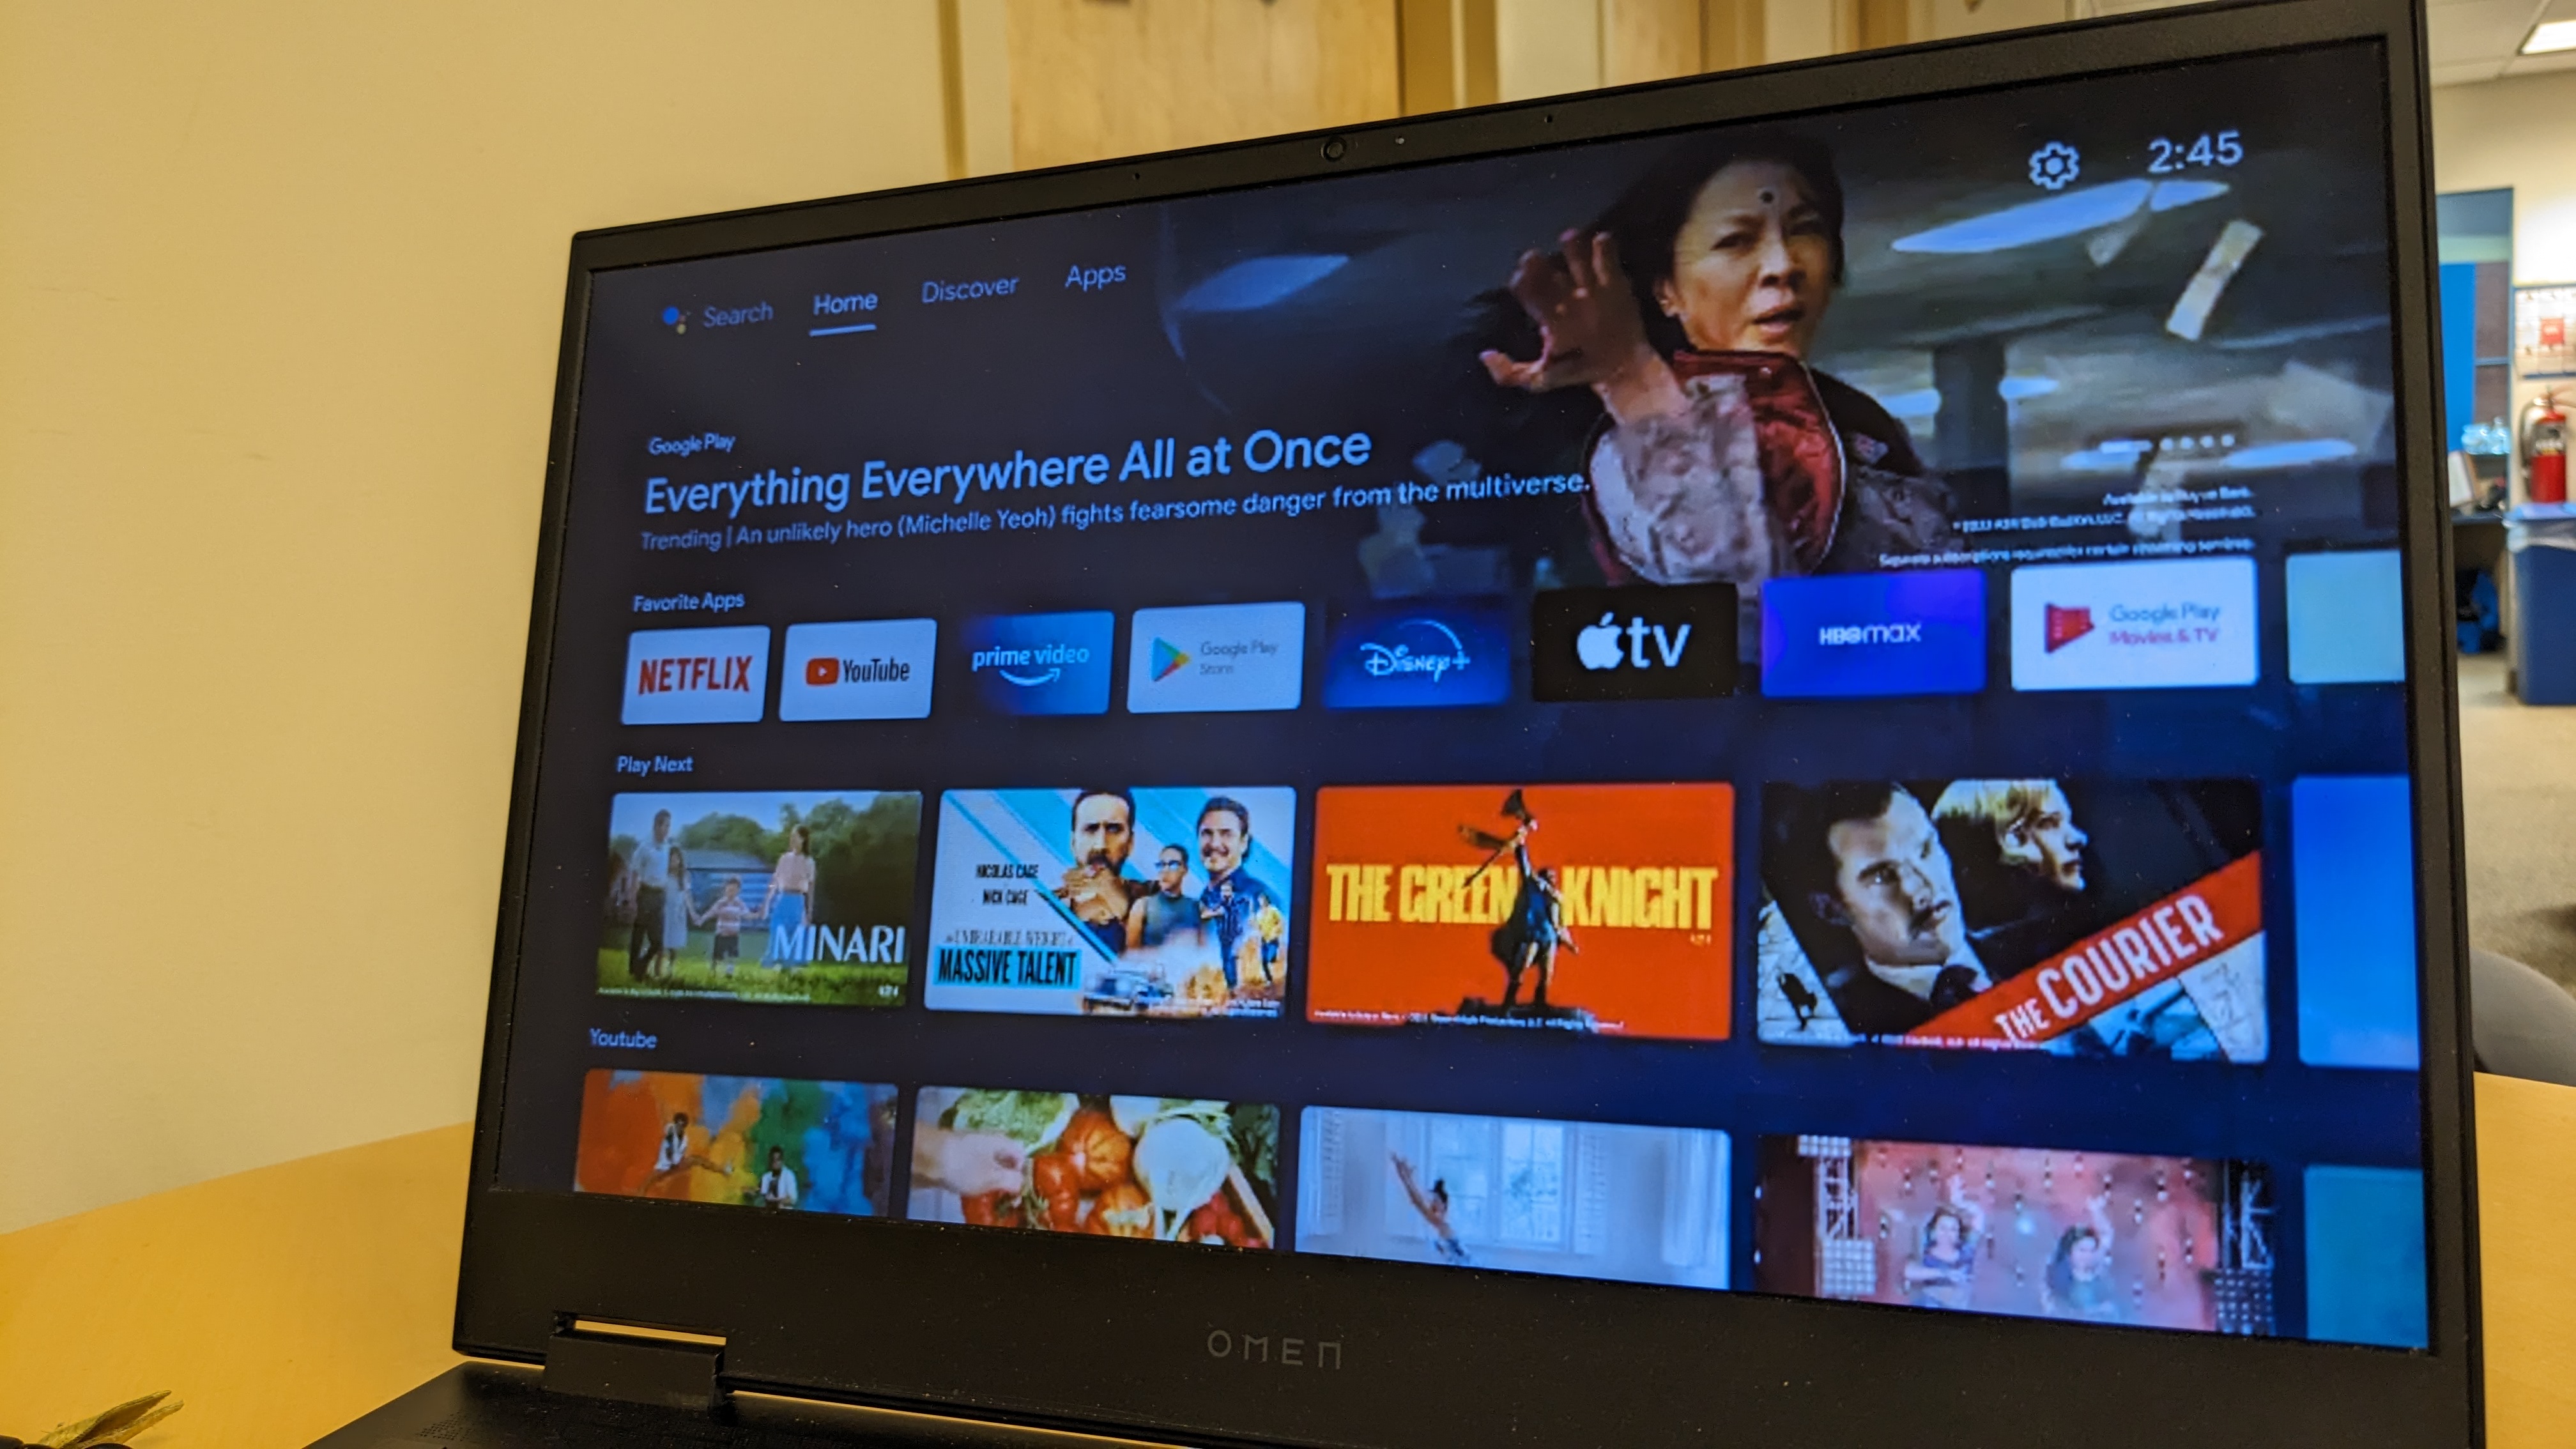 2:45
Search Home Discover Apps
Google Play
Everything Everywhere All at Once
Trending | An unlikely hero (Michelle Yeoh) fights fearsome danger from the multiverse.
Favorite Apps
NETFLIX
YouTube
prime video
Google Play
Store
Disney+
tv
HBOmax
Google Play
Movies & TV
Play Next
MINARI
NICOLAS CAGE
NICK CAGE
MASSIVE TALENT
THE GREEN KNIGHT
THE COURIER
Youtube
OMEN